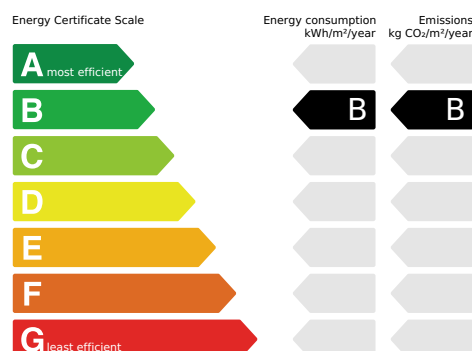 Energy Certificate Scale
Energy consumption
kWh/m²/year
Emissions
kg CO₂/m²/year
A most efficient
B
B
B
C
D
E
F
G least efficient